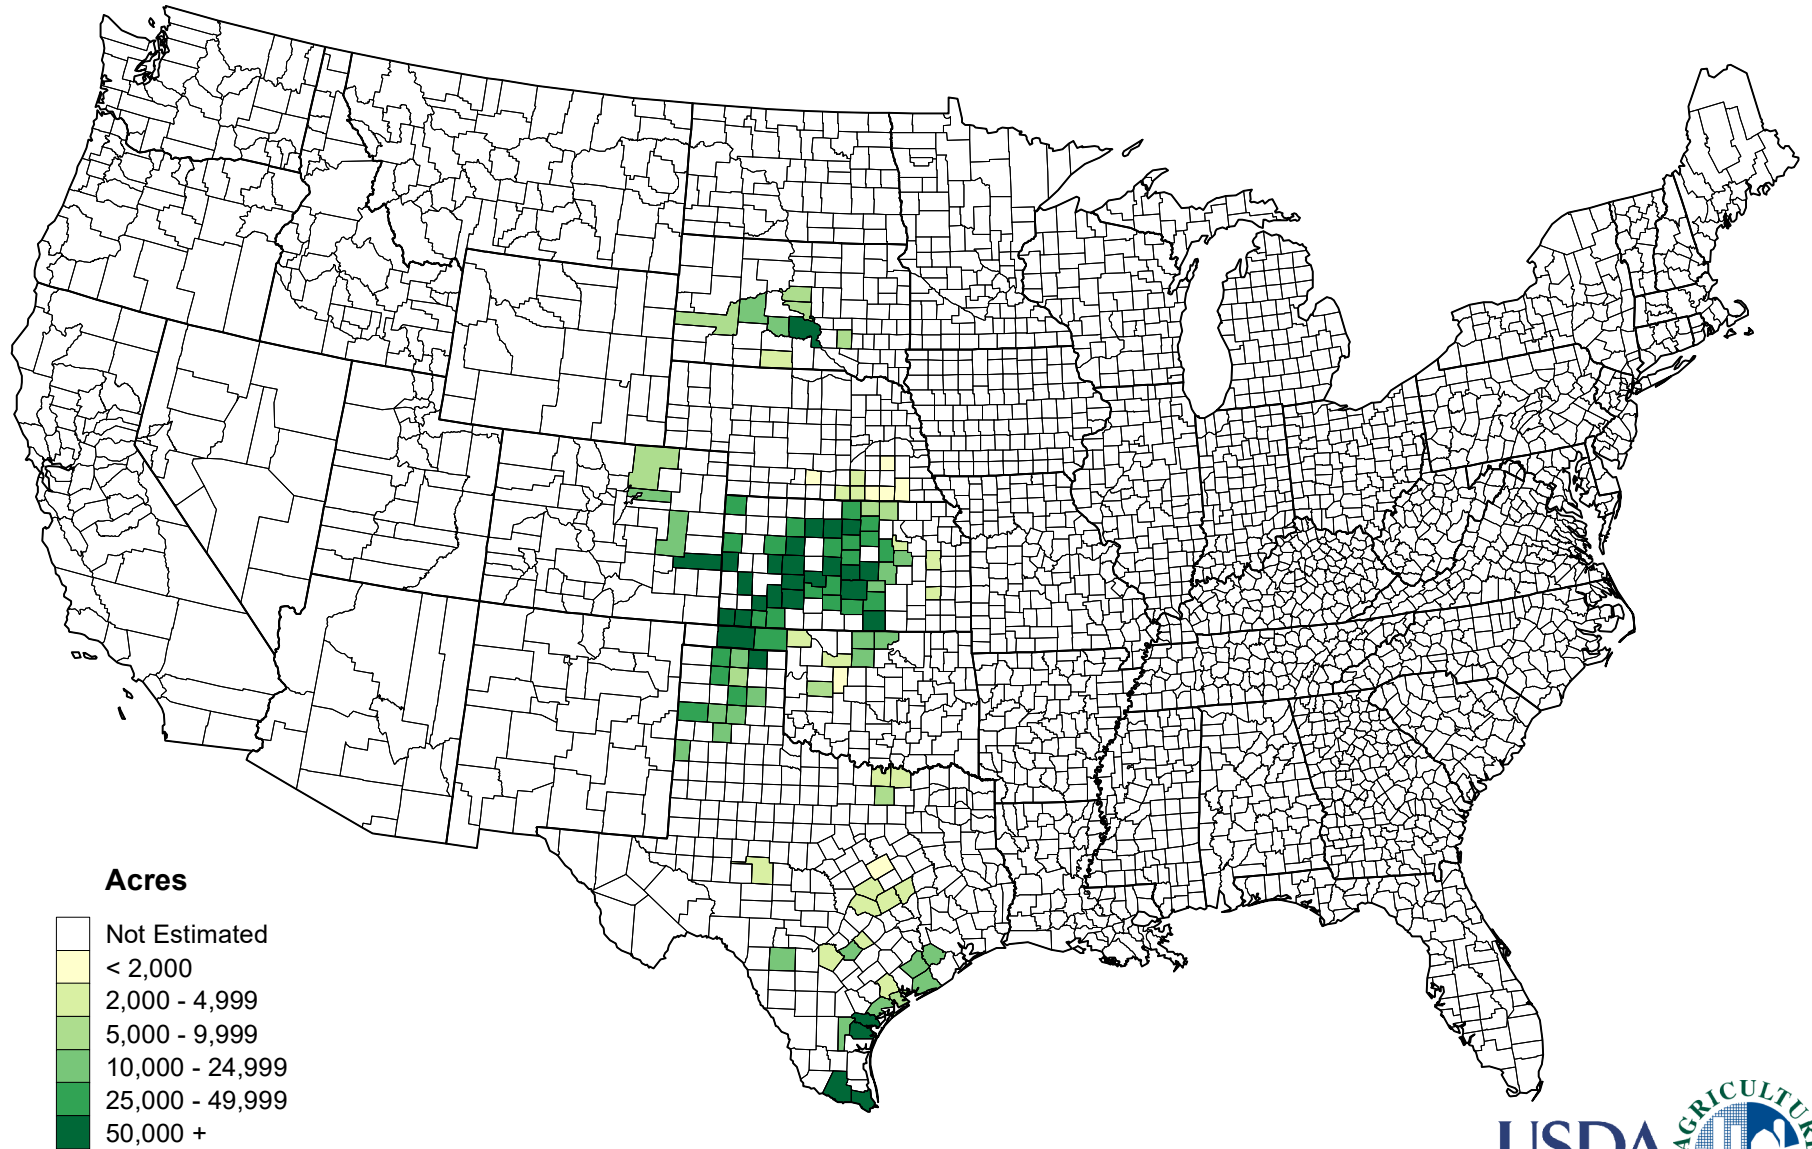 Acres
Not Estimated
< 2,000
2,000 - 4,999
5,000 - 9,999
10,000 - 24,999
25,000 - 49,999
50,000 +
USDA